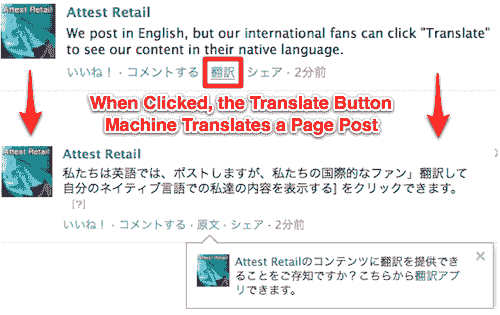 Attest Retail
We post in English, but our international fans can click "Translate"
to see our content in their native language.
いいね！ · コメントする · 翻訳 · シェア · 2分前
When Clicked, the Translate Button
Machine Translates a Page Post
Attest Retail
私たちは英語では、ポストしますが、私たちの国際的なファン」翻訳して
自分のネイティブ言語での私達の内容を表示する] をクリックできます。
[?]
いいね！ · コメントする · 原文 · シェア · 2分前
Attest Retailのコンテンツに翻訳を提供で
きることをご存知ですか？こちらから翻訳アプ
リできます。